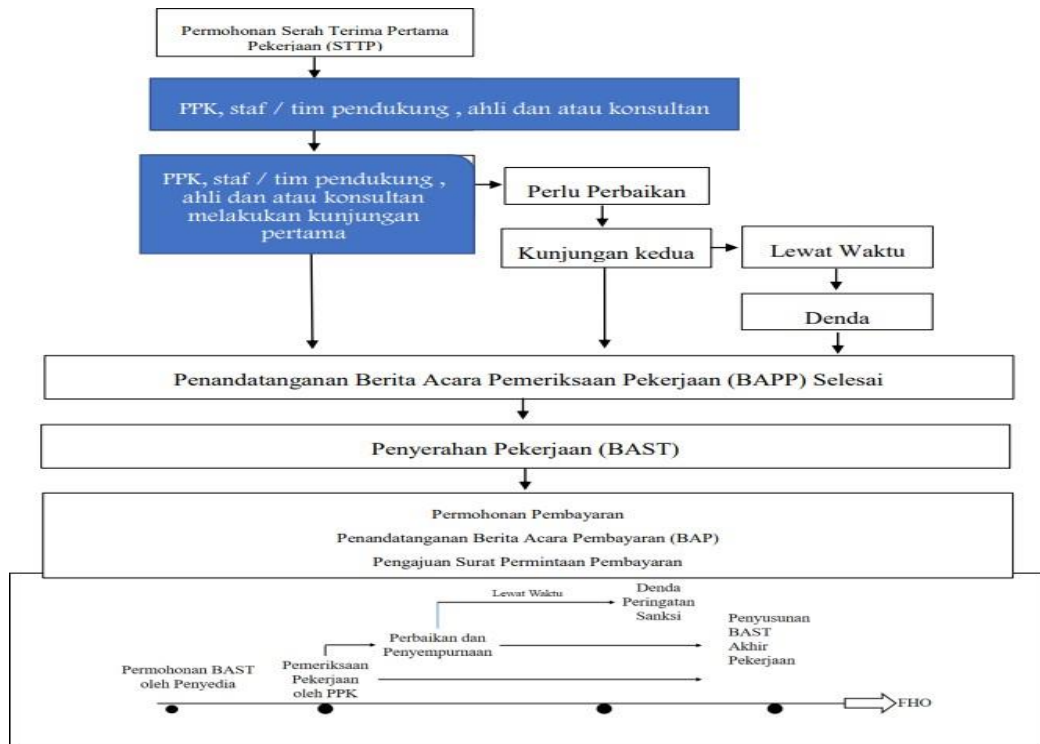 Permohonan Serah Terima Pertama
Pekerjaan (STTP)
PPK, staf / tim pendukung , ahli dan atau konsultan
PPK, staf / tim pendukung ,
ahli dan atau konsultan
melakukan kunjungan
pertama
Perlu Perbaikan
Kunjungan kedua
Lewat Waktu
Denda
Penandatanganan Berita Acara Pemeriksaan Pekerjaan (BAPP) Selesai
Penyerahan Pekerjaan (BAST)
Permohonan Pembayaran
Penandatanganan Berita Acara Pembayaran (BAP)
Pengajuan Surat Permintaan Pembayaran
Lewat Waktu
Denda
Peringatan
Sanksi
Perbaikan dan
Penyempurnaan
Penyusunan
BAST
Akhir
Pekerjaan
Permohonan BAST
oleh Penyedia
Pemeriksaan
Pekerjaan
oleh PPK
FHO